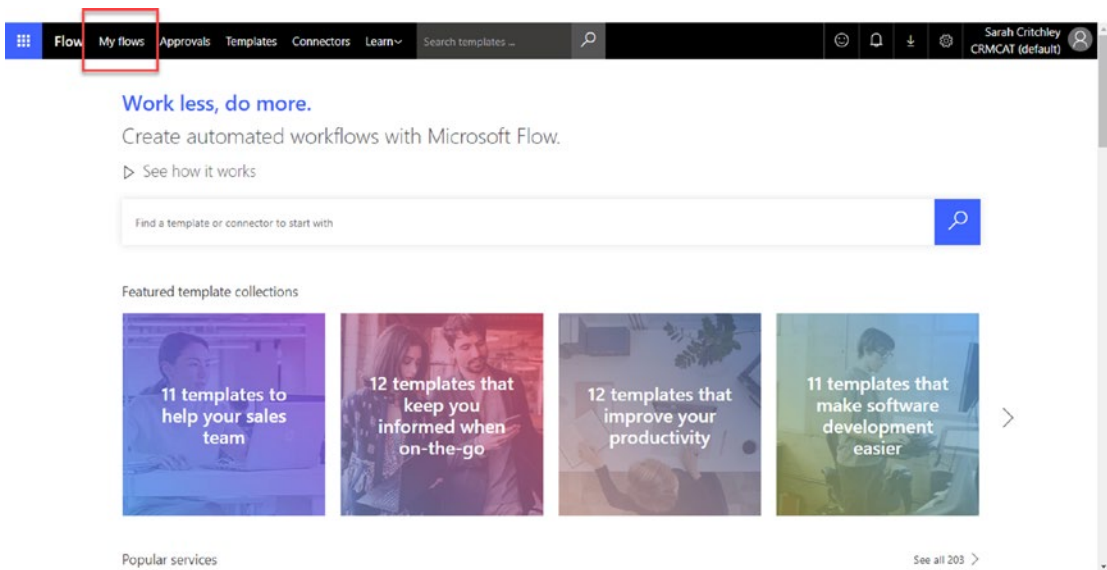 Flow My flows Approvals Templates Connectors Learn Search templates ...
Sarah Critchley
CRMCAT (default)
Work less, do more.
Create automated workflows with Microsoft Flow.
See how it works
Find a template or connector to start with
Featured template collections
11 templates to
help your sales
team
12 templates that
keep you
informed when
on-the-go
12 templates that
improve your
productivity
11 templates that
make software
development
easier
Popular services
See all 203